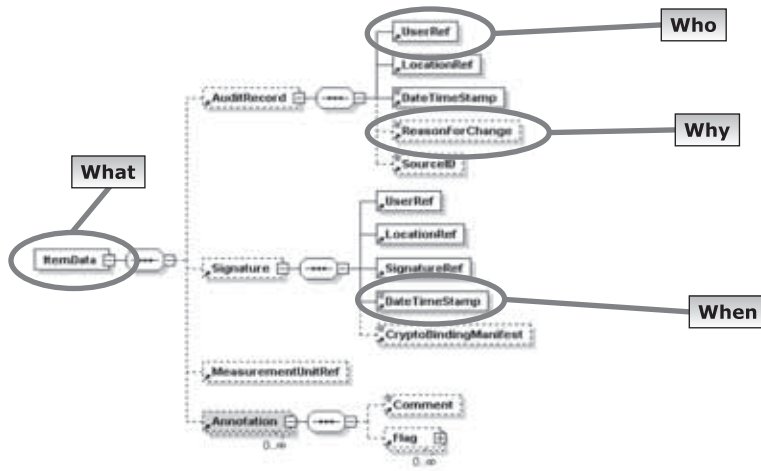 UserRef
Who
LocationRef
AuditRecord
DateTimeStamp
ReasonForChange
Why
SourceID
What
UserRef
LocationRef
ItemData
Signature
SignatureRef
DateTimeStamp
When
CryptoBindingManifest
MeasurementUnitRef
Comment
Annotation
0..∞
Flag
0..∞